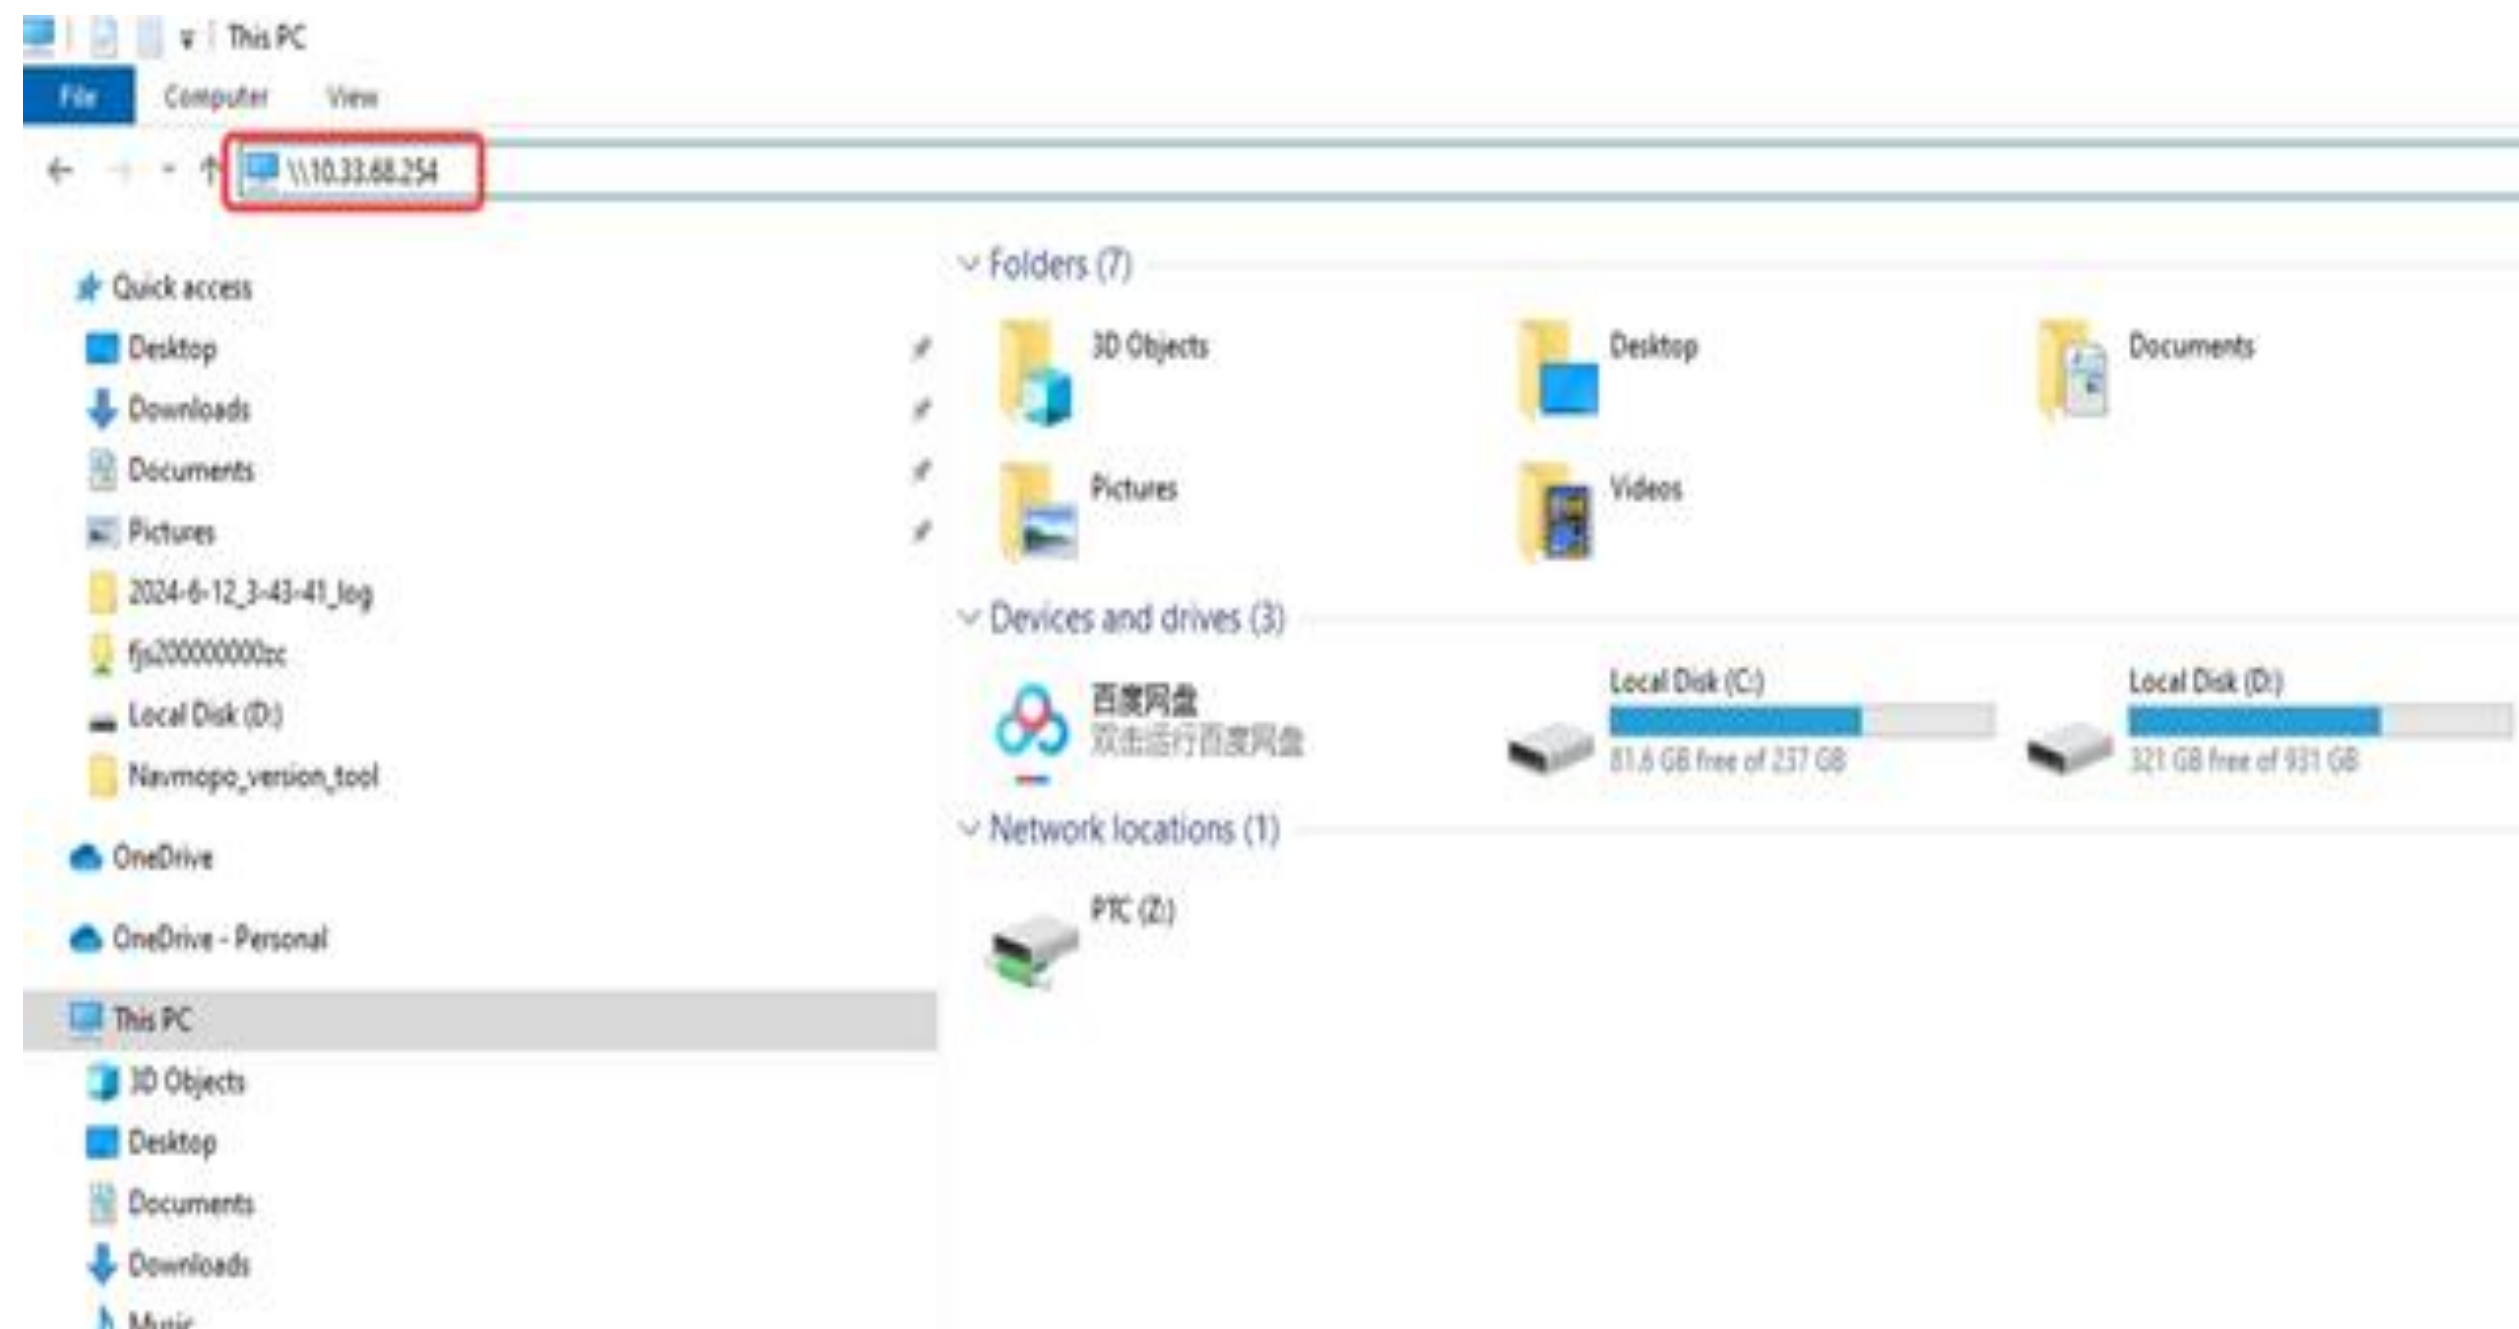 This PC
File Computer View
\\10.33.68.254
Quick access
Desktop
Downloads
Documents
Pictures
2024-6-12_3-43-41_log
fjs200000000zc
Local Disk (D:)
Navmopo_version_tool
OneDrive
OneDrive - Personal
This PC
3D Objects
Desktop
Documents
Downloads
Music
Folders (7)
3D Objects
Desktop
Documents
Pictures
Videos
Devices and drives (3)
百度网盘
双击运行百度网盘
Local Disk (C:)
81.6 GB free of 237 GB
Local Disk (D:)
321 GB free of 931 GB
Network locations (1)
PTC (Z:)